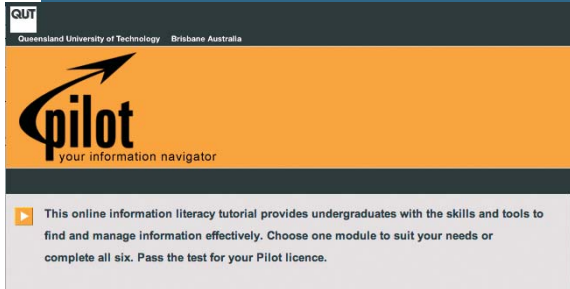 QUT
Queensland University of Technology Brisbane Australia
pilot
your information navigator
This online information literacy tutorial provides undergraduates with the skills and tools to
find and manage information effectively. Choose one module to suit your needs or
complete all six. Pass the test for your Pilot licence.